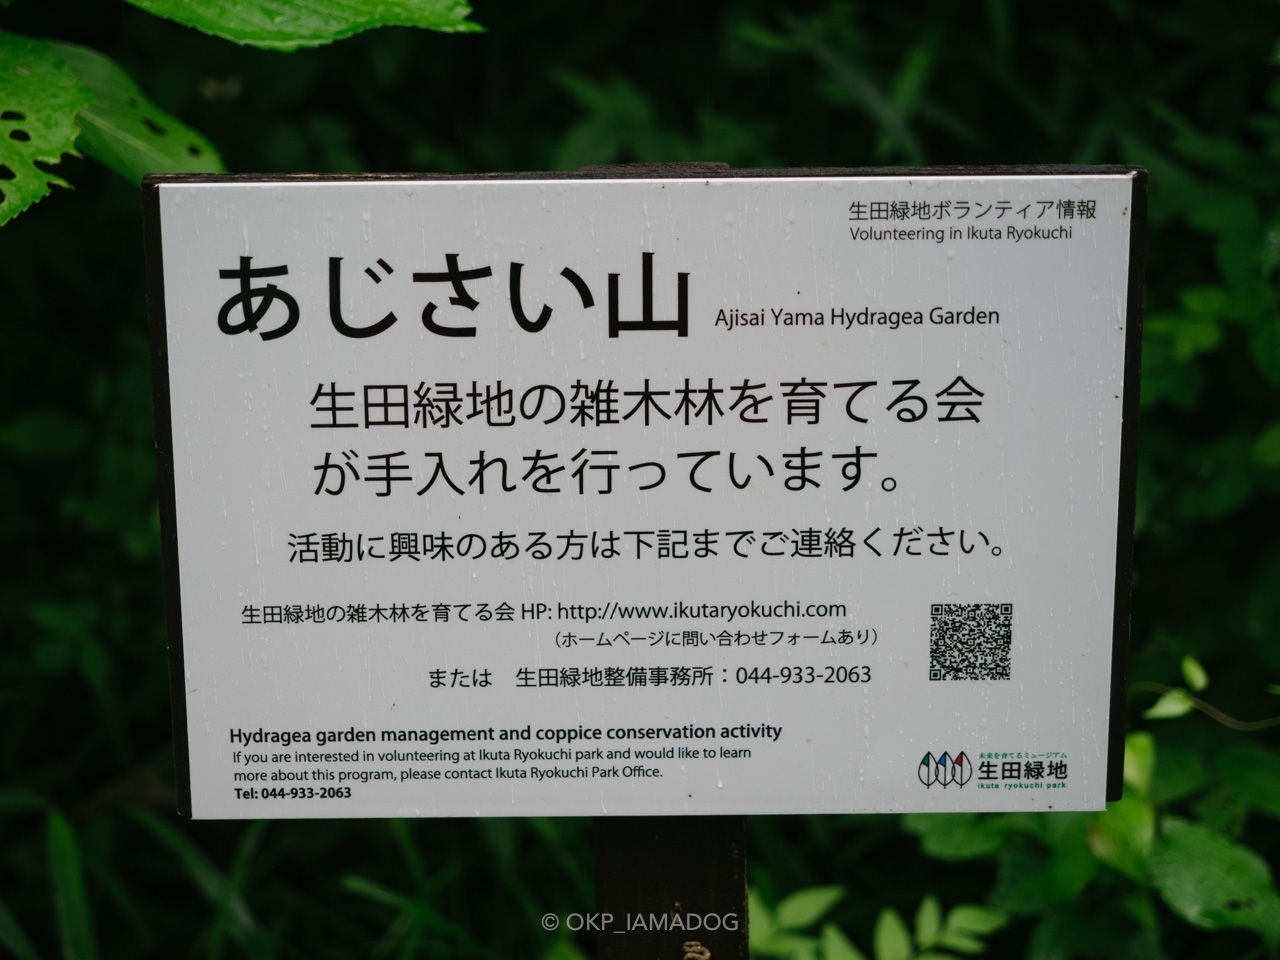 生田緑地ボランティア情報
Volunteering in Ikuta Ryokuchi
あじさい山 Ajisai Yama Hydragea Garden
生田緑地の雑木林を育てる会
が手入れを行っています。
活動に興味のある方は下記までご連絡ください。
生田緑地の雑木林を育てる会 HP: http://www.ikutaryokuchi.com
（ホームページに問い合わせフォームあり）
または 生田緑地整備事務所：044-933-2063
Hydragea garden management and coppice conservation activity
If you are interested in volunteering at Ikuta Ryokuchi park and would like to learn
more about this program, please contact Ikuta Ryokuchi Park Office.
Tel: 044-933-2063
未来を育てるミュージアム
生田緑地
ikuta ryokuchi park
© OKP_IAMADOG